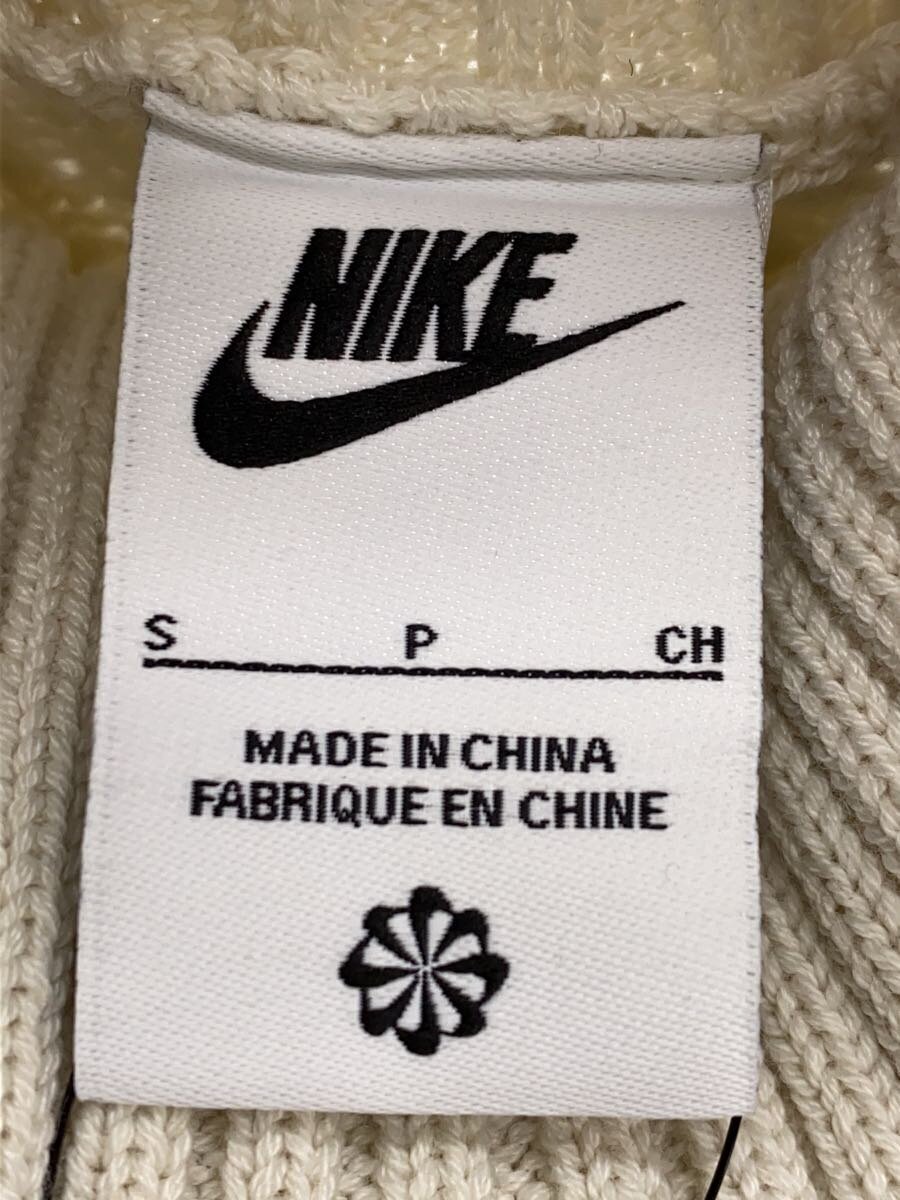 NIKE
S P CH
MADE IN CHINA
FABRIQUE EN CHINE